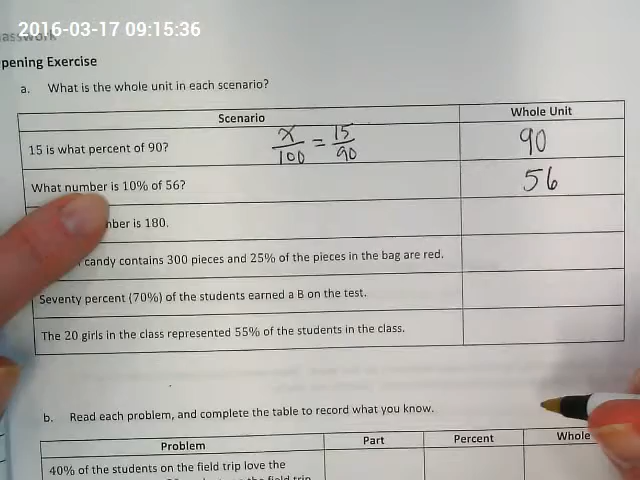 2016-03-17 09:15:36
pening Exercise
a. What is the whole unit in each scenario?
Scenario Whole Unit
15 is what percent of 90? x/100 = 15/90 90
What number is 10% of 56? 56
is 180.
candy contains 300 pieces and 25% of the pieces in the bag are red.
Seventy percent (70%) of the students earned a B on the test.
The 20 girls in the class represented 55% of the students in the class.
b. Read each problem, and complete the table to record what you know.
Problem Part Percent Whole
40% of the students on the field trip love the